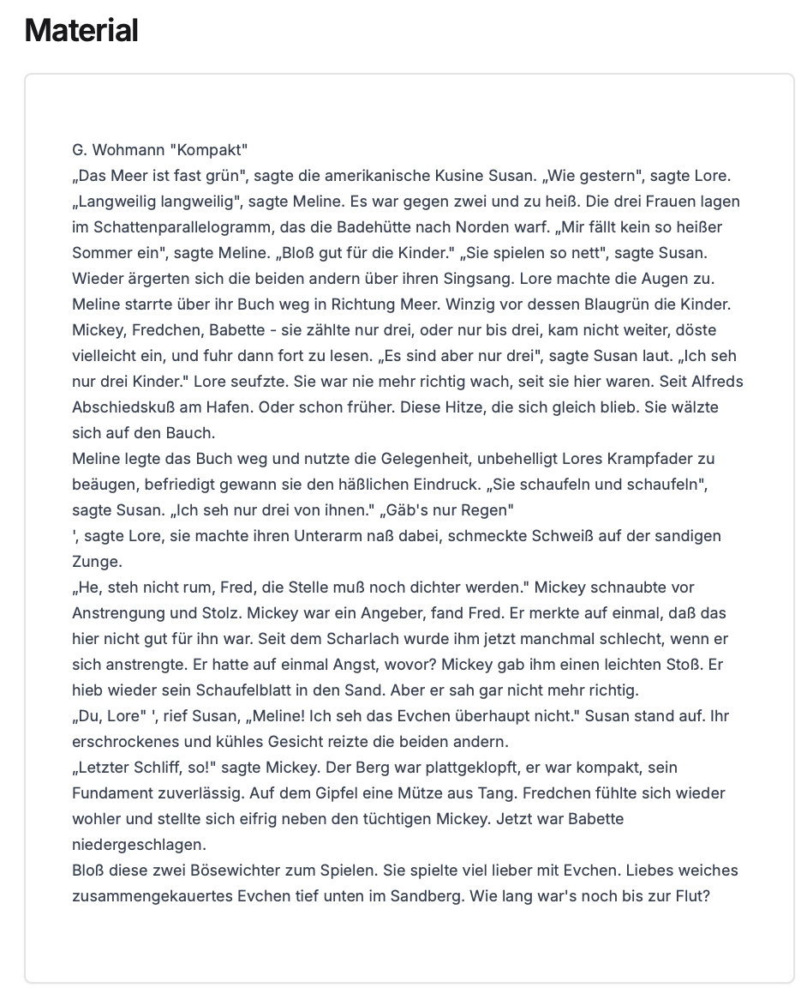 Material
G. Wohmann "Kompakt"
„Das Meer ist fast grün", sagte die amerikanische Kusine Susan. „Wie gestern", sagte Lore.
„Langweilig langweilig", sagte Meline. Es war gegen zwei und zu heiß. Die drei Frauen lagen
im Schattenparallelogramm, das die Badehütte nach Norden warf. „Mir fällt kein so heißer
Sommer ein", sagte Meline. „Bloß gut für die Kinder." „Sie spielen so nett", sagte Susan.
Wieder ärgerten sich die beiden andern über ihren Singsang. Lore machte die Augen zu.
Meline starrte über ihr Buch weg in Richtung Meer. Winzig vor dessen Blaugrün die Kinder.
Mickey, Fredchen, Babette - sie zählte nur drei, oder nur bis drei, kam nicht weiter, döste
vielleicht ein, und fuhr dann fort zu lesen. „Es sind aber nur drei", sagte Susan laut. „Ich seh
nur drei Kinder." Lore seufzte. Sie war nie mehr richtig wach, seit sie hier waren. Seit Alfreds
Abschiedskuß am Hafen. Oder schon früher. Diese Hitze, die sich gleich blieb. Sie wälzte
sich auf den Bauch.
Meline legte das Buch weg und nutzte die Gelegenheit, unbehelligt Lores Krampfader zu
beäugen, befriedigt gewann sie den häßlichen Eindruck. „Sie schaufeln und schaufeln",
sagte Susan. „Ich seh nur drei von ihnen." „Gäb's nur Regen"
', sagte Lore, sie machte ihren Unterarm naß dabei, schmeckte Schweiß auf der sandigen
Zunge.
„He, steh nicht rum, Fred, die Stelle muß noch dichter werden." Mickey schnaubte vor
Anstrengung und Stolz. Mickey war ein Angeber, fand Fred. Er merkte auf einmal, daß das
hier nicht gut für ihn war. Seit dem Scharlach wurde ihm jetzt manchmal schlecht, wenn er
sich anstrengte. Er hatte auf einmal Angst, wovor? Mickey gab ihm einen leichten Stoß. Er
hieb wieder sein Schaufelblatt in den Sand. Aber er sah gar nicht mehr richtig.
„Du, Lore" ', rief Susan, „Meline! Ich seh das Evchen überhaupt nicht." Susan stand auf. Ihr
erschrockenes und kühles Gesicht reizte die beiden andern.
„Letzter Schliff, so!" sagte Mickey. Der Berg war plattgeklopft, er war kompakt, sein
Fundament zuverlässig. Auf dem Gipfel eine Mütze aus Tang. Fredchen fühlte sich wieder
wohler und stellte sich eifrig neben den tüchtigen Mickey. Jetzt war Babette
niedergeschlagen.
Bloß diese zwei Bösewichter zum Spielen. Sie spielte viel lieber mit Evchen. Liebes weiches
zusammengekauertes Evchen tief unten im Sandberg. Wie lang war's noch bis zur Flut?